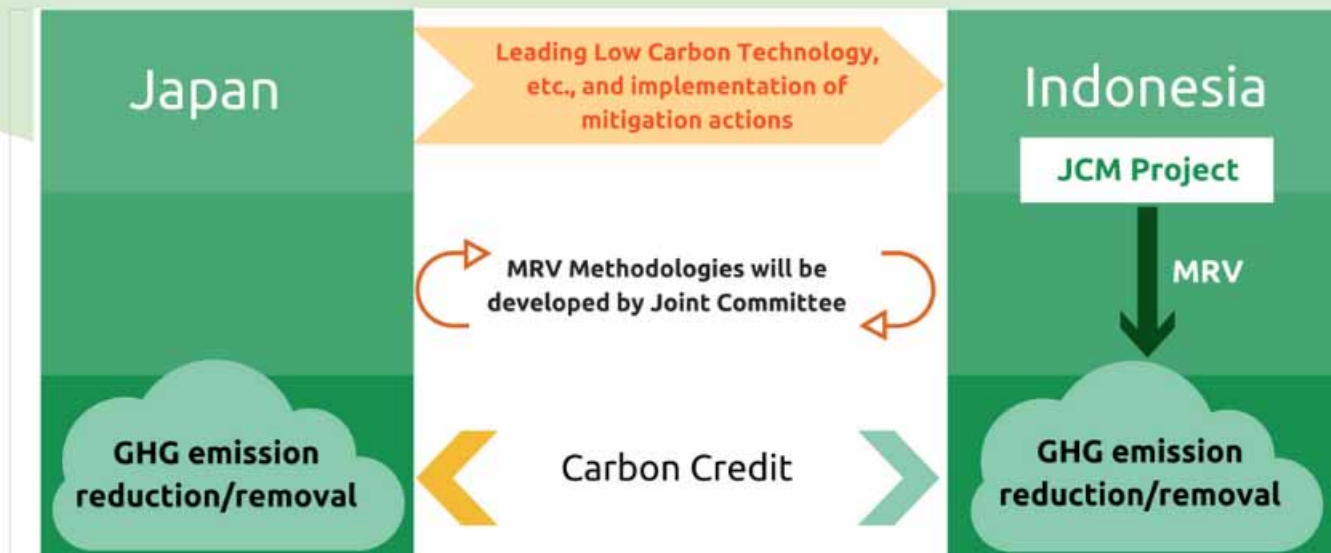 Japan
Leading Low Carbon Technology,
etc., and implementation of
mitigation actions
Indonesia
JCM Project
MRV
MRV Methodologies will be
developed by Joint Committee
GHG emission
reduction/removal
Carbon Credit
GHG emission
reduction/removal